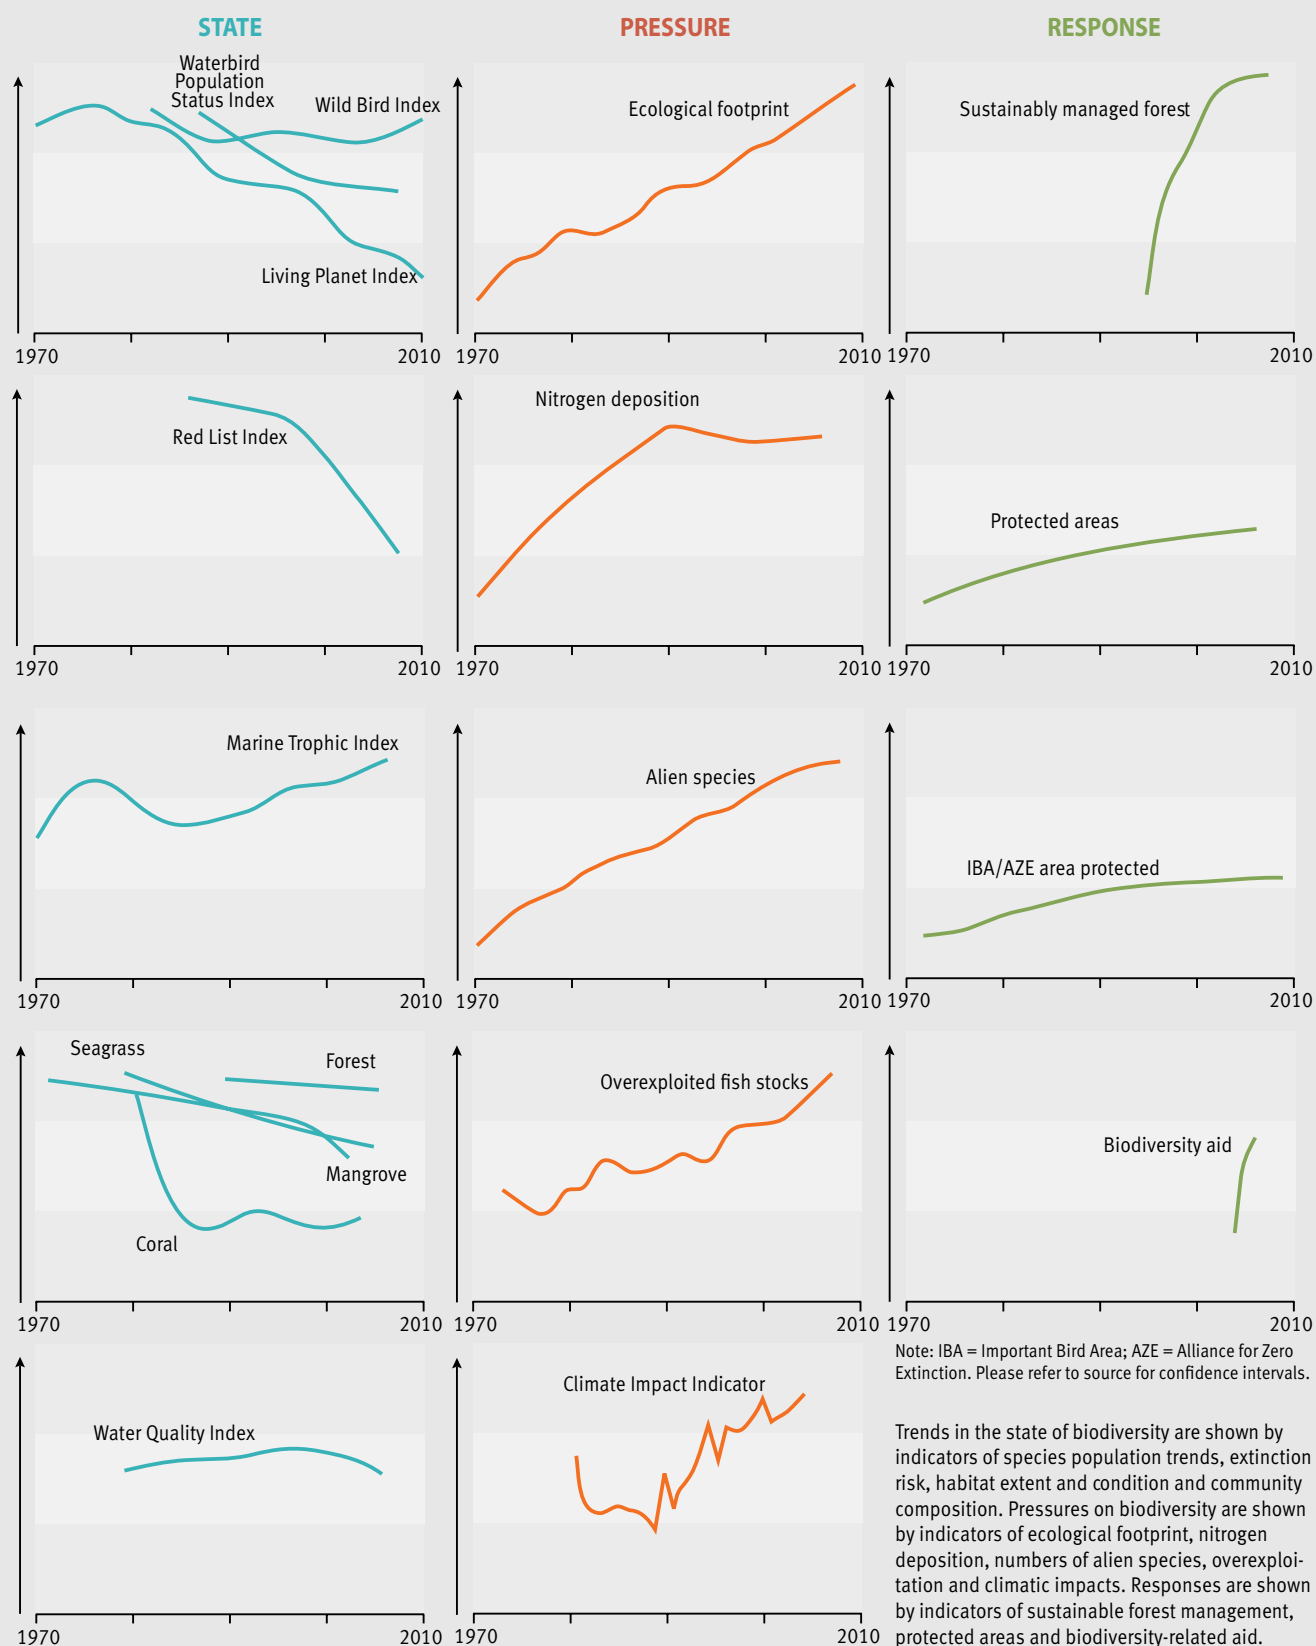 STATE
PRESSURE
RESPONSE
Waterbird
Population
Status Index
Wild Bird Index
Living Planet Index
1970
2010
Ecological footprint
1970
2010
Sustainably managed forest
1970
2010
Red List Index
1970
2010
Nitrogen deposition
1970
2010
Protected areas
1970
2010
Marine Trophic Index
1970
2010
Alien species
1970
2010
IBA/AZE area protected
1970
2010
Seagrass
Forest
Mangrove
Coral
1970
2010
Overexploited fish stocks
1970
2010
Biodiversity aid
1970
2010
Water Quality Index
1970
2010
Climate Impact Indicator
1970
2010
Note: IBA = Important Bird Area; AZE = Alliance for Zero
Extinction. Please refer to source for confidence intervals.
Trends in the state of biodiversity are shown by
indicators of species population trends, extinction
risk, habitat extent and condition and community
composition. Pressures on biodiversity are shown
by indicators of ecological footprint, nitrogen
deposition, numbers of alien species, overexploi-
tation and climatic impacts. Responses are shown
by indicators of sustainable forest management,
protected areas and biodiversity-related aid.